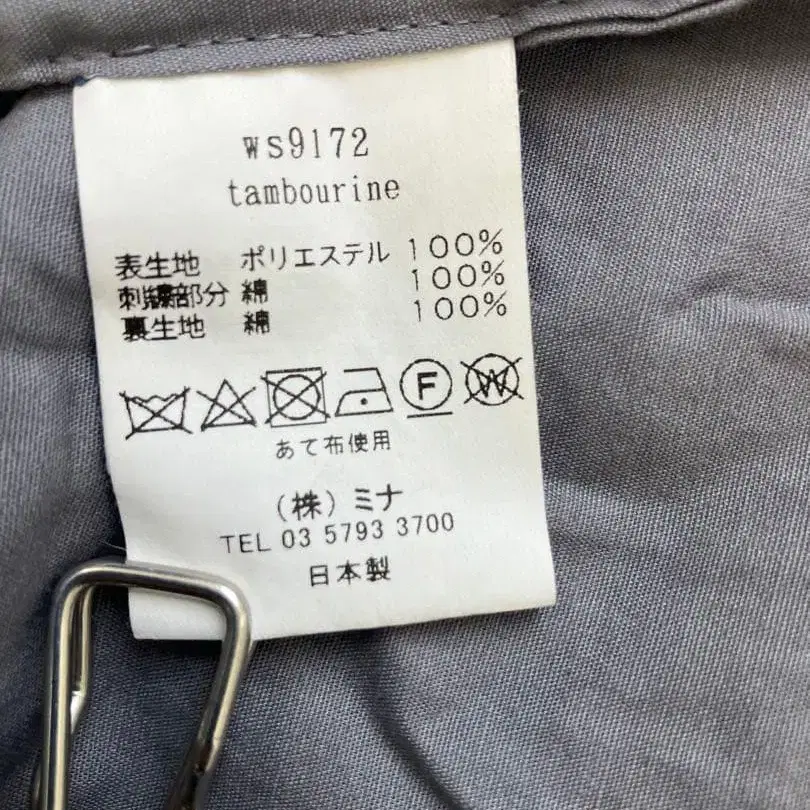 ws9172
tambourine
表生地 ポリエステル 100%
刺繍部分 綿 100%
裏生地 綿 100%
F W
あて布使用
（株）ミナ
TEL 03 5793 3700
日本製